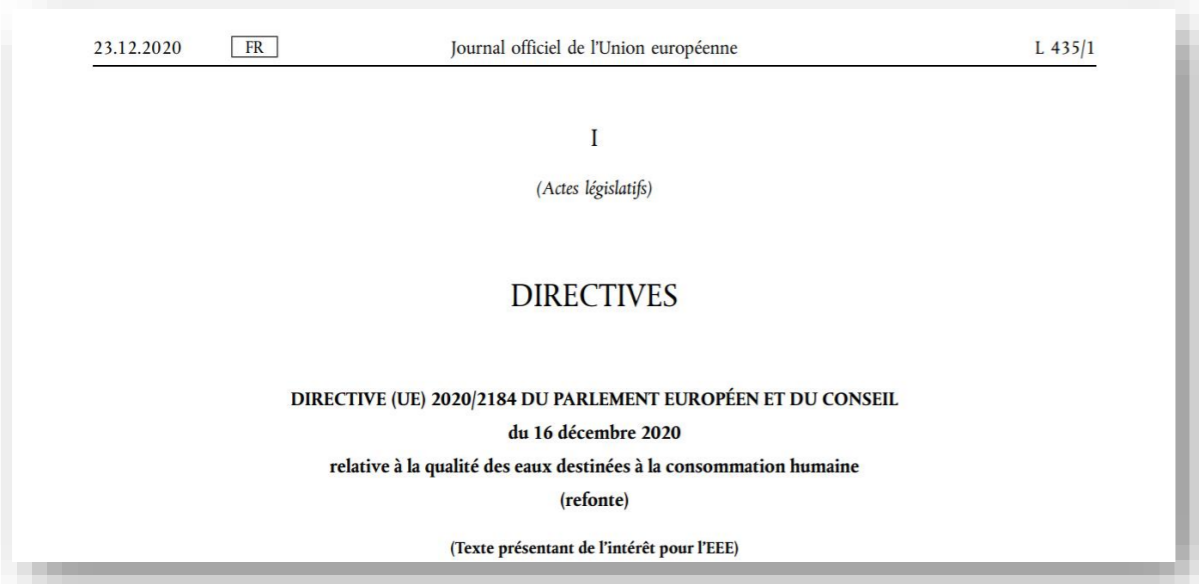 23.12.2020 FR Journal officiel de l'Union européenne L 435/1
I
(Actes législatifs)
DIRECTIVES
DIRECTIVE (UE) 2020/2184 DU PARLEMENT EUROPÉEN ET DU CONSEIL
du 16 décembre 2020
relative à la qualité des eaux destinées à la consommation humaine
(refonte)
(Texte présentant de l'intérêt pour l'EEE)